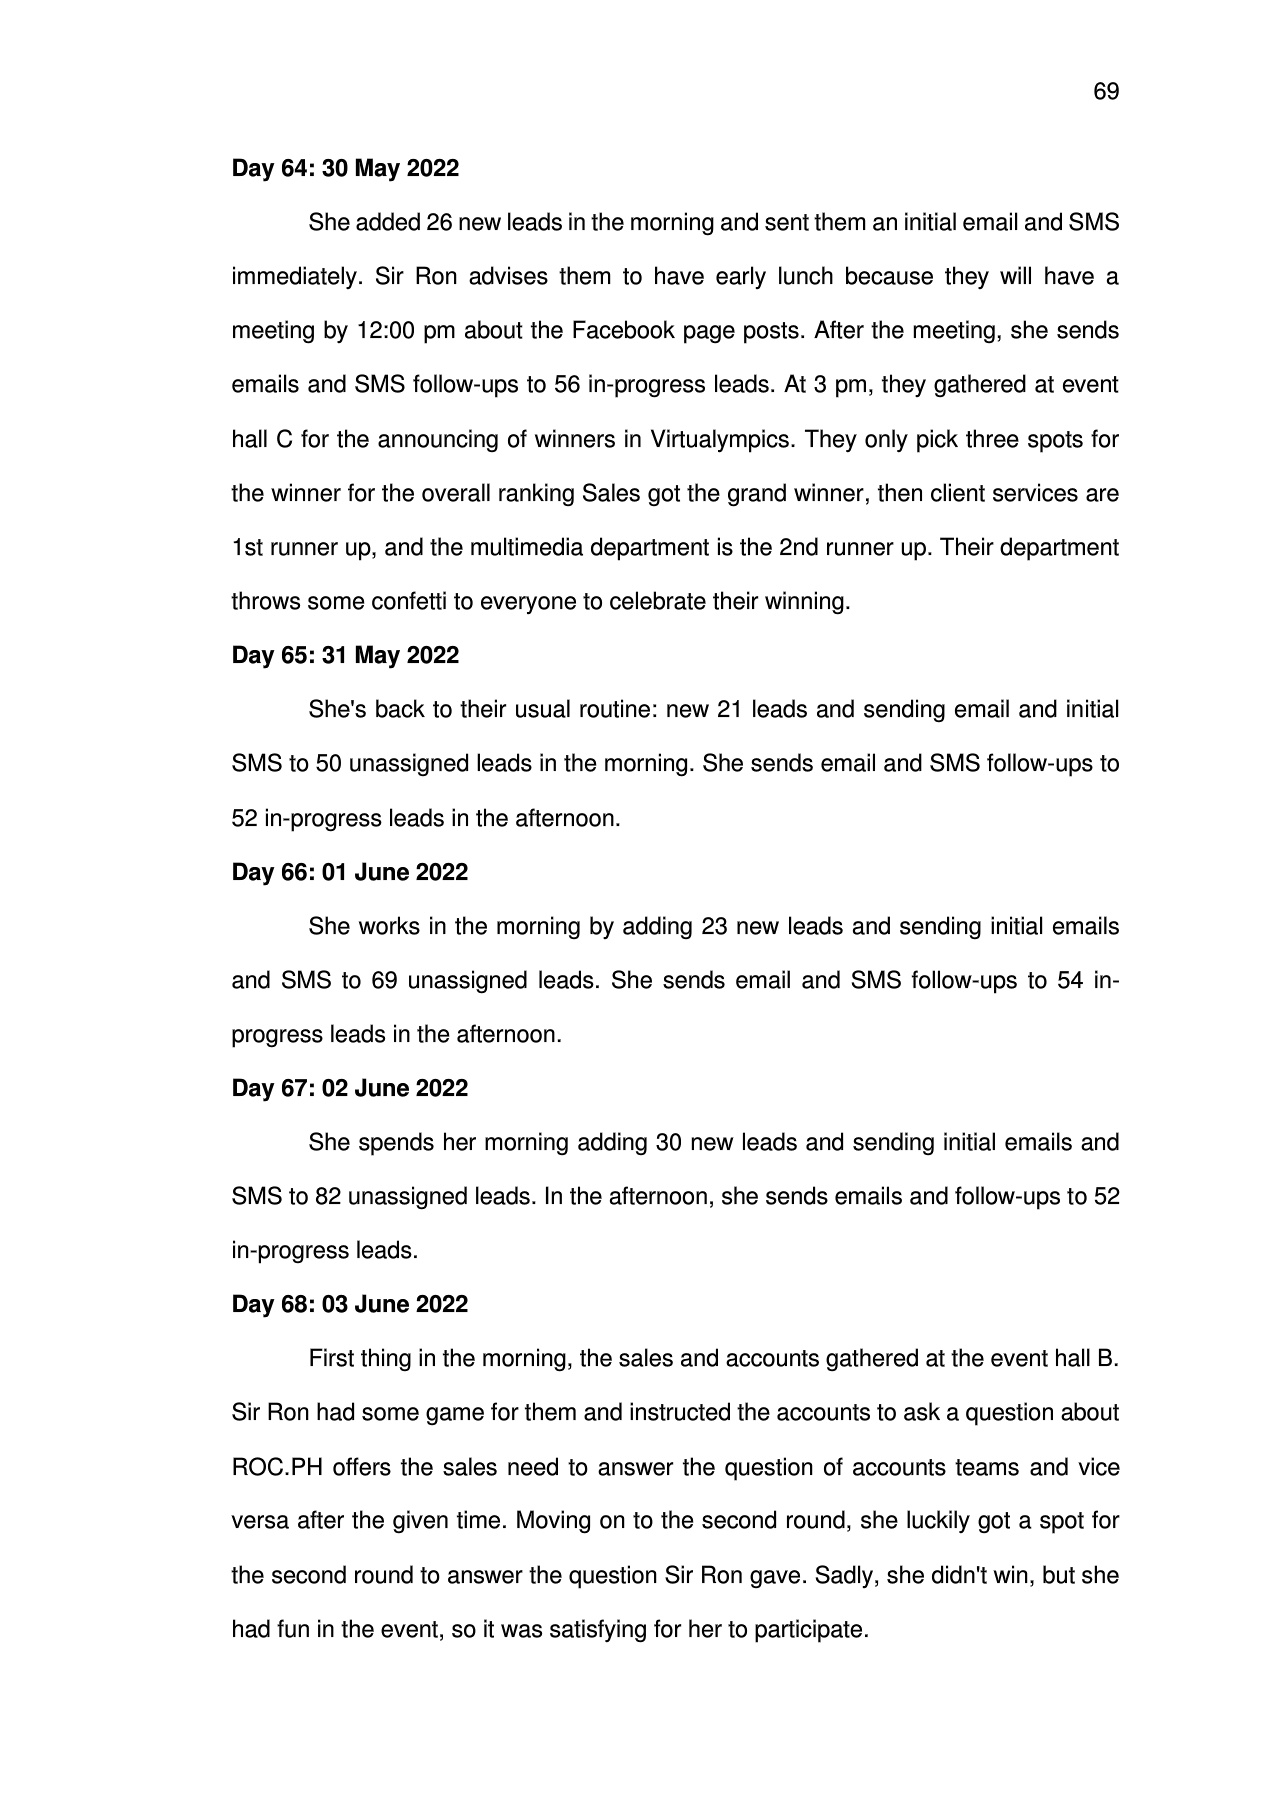 69
Day 64: 30 May 2022
She added 26 new leads in the morning and sent them an initial email and SMS
immediately. Sir Ron advises them to have early lunch because they will have a
meeting by 12:00 pm about the Facebook page posts. After the meeting, she sends
emails and SMS follow-ups to 56 in-progress leads. At 3 pm, they gathered at event
hall C for the announcing of winners in Virtualympics. They only pick three spots for
the winner for the overall ranking Sales got the grand winner, then client services are
1st runner up, and the multimedia department is the 2nd runner up. Their department
throws some confetti to everyone to celebrate their winning.
Day 65: 31 May 2022
She's back to their usual routine: new 21 leads and sending email and initial
SMS to 50 unassigned leads in the morning. She sends email and SMS follow-ups to
52 in-progress leads in the afternoon.
Day 66: 01 June 2022
She works in the morning by adding 23 new leads and sending initial emails
and SMS to 69 unassigned leads. She sends email and SMS follow-ups to 54 in-
progress leads in the afternoon.
Day 67: 02 June 2022
She spends her morning adding 30 new leads and sending initial emails and
SMS to 82 unassigned leads. In the afternoon, she sends emails and follow-ups to 52
in-progress leads.
Day 68: 03 June 2022
First thing in the morning, the sales and accounts gathered at the event hall B.
Sir Ron had some game for them and instructed the accounts to ask a question about
ROC.PH offers the sales need to answer the question of accounts teams and vice
versa after the given time. Moving on to the second round, she luckily got a spot for
the second round to answer the question Sir Ron gave. Sadly, she didn't win, but she
had fun in the event, so it was satisfying for her to participate.